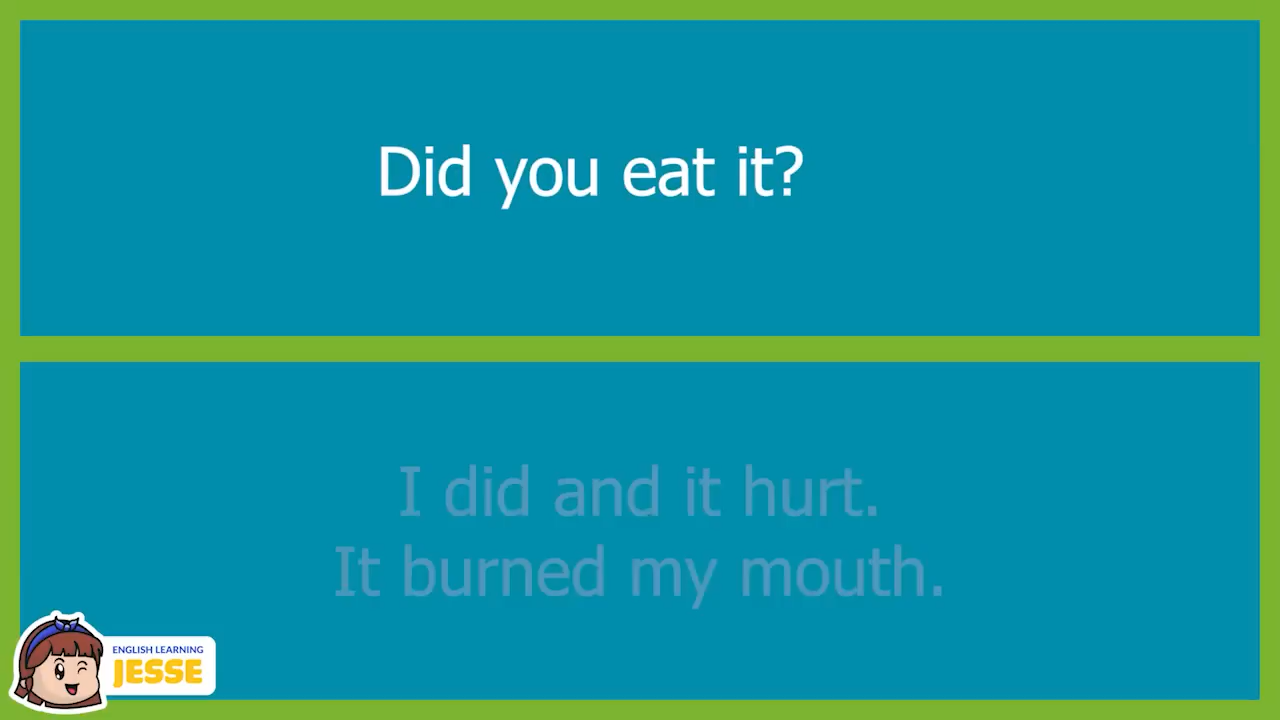 Did you eat it?
I did and it hurt.
It burned my mouth.
ENGLISH LEARNING
JESSE